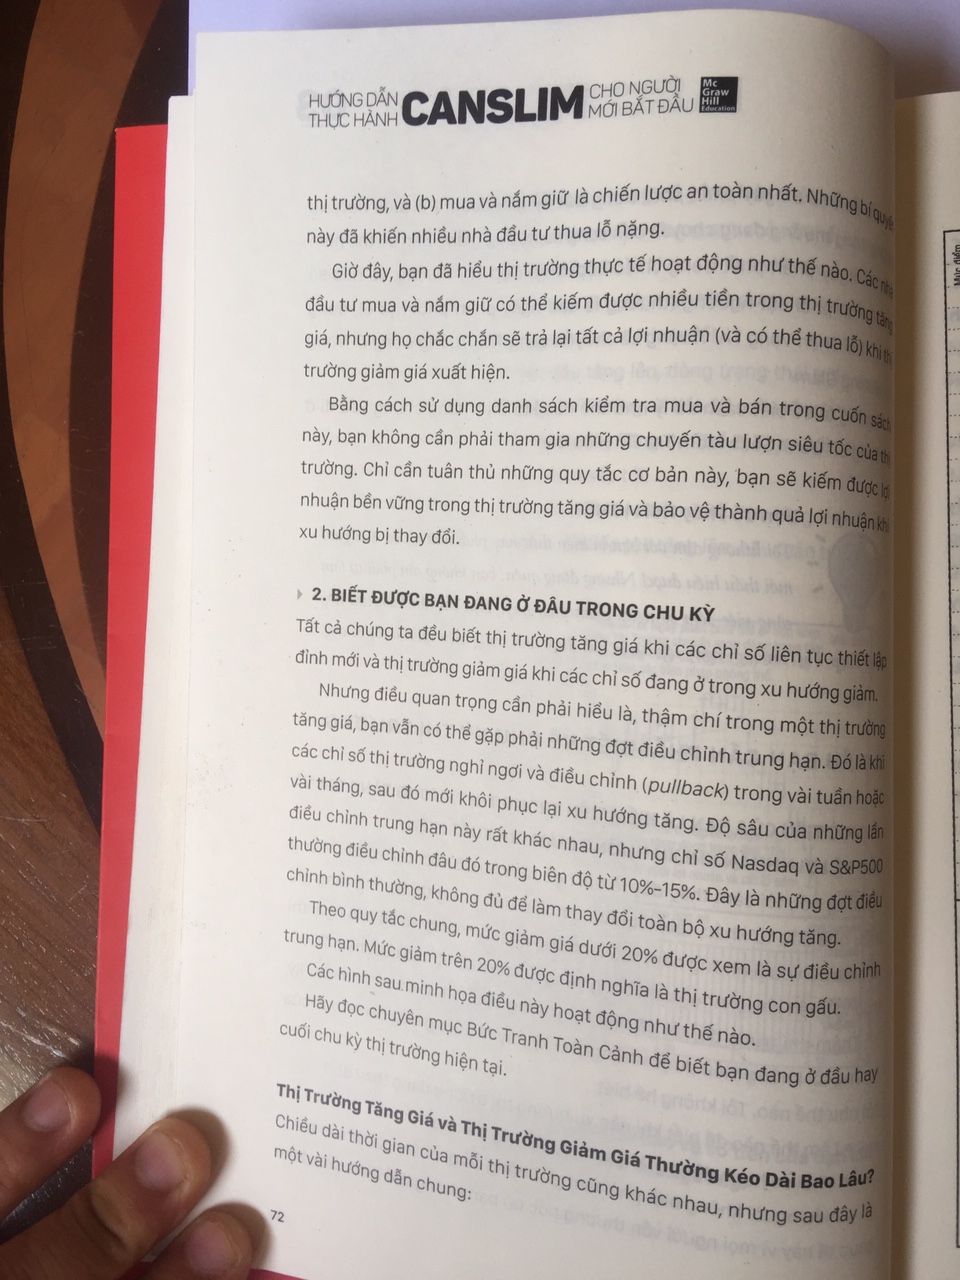 HƯỚNG DẪN THỰC HÀNH CANSLIM CHO NGƯỜI MỚI BẮT ĐẦU
Mc Graw Hill Education
thị trường, và (b) mua và nắm giữ là chiến lược an toàn nhất. Những bí quyết
này đã khiến nhiều nhà đầu tư thua lỗ nặng.
Giờ đây, bạn đã hiểu thị trường thực tế hoạt động như thế nào. Các nhà
đầu tư mua và nắm giữ có thể kiếm được nhiều tiền trong thị trường tăng
giá, nhưng họ chắc chắn sẽ trả lại tất cả lợi nhuận (và có thể thua lỗ) khi thị
trường giảm giá xuất hiện.
Bằng cách sử dụng danh sách kiểm tra mua và bán trong cuốn sách
này, bạn không cần phải tham gia những chuyến tàu lượn siêu tốc của thị
trường. Chỉ cần tuân thủ những quy tắc cơ bản này, bạn sẽ kiếm được lợi
nhuận bền vững trong thị trường tăng giá và bảo vệ thành quả lợi nhuận khi
xu hướng bị thay đổi.
2. BIẾT ĐƯỢC BẠN ĐANG Ở ĐÂU TRONG CHU KỲ
Tất cả chúng ta đều biết thị trường tăng giá khi các chỉ số liên tục thiết lập
đỉnh mới và thị trường giảm giá khi các chỉ số đang ở trong xu hướng giảm.
Nhưng điều quan trọng cần phải hiểu là, thậm chí trong một thị trường
tăng giá, bạn vẫn có thể gặp phải những đợt điều chỉnh trung hạn. Đó là khi
các chỉ số thị trường nghỉ ngơi và điều chỉnh (pullback) trong vài tuần hoặc
vài tháng, sau đó mới khôi phục lại xu hướng tăng. Độ sâu của những lần
điều chỉnh trung hạn này rất khác nhau, nhưng chỉ số Nasdaq và S&P500
thường điều chỉnh đâu đó trong biên độ từ 10%-15%. Đây là những đợt điều
chỉnh bình thường, không đủ để làm thay đổi toàn bộ xu hướng tăng.
Theo quy tắc chung, mức giảm giá dưới 20% được xem là sự điều chỉnh
trung hạn. Mức giảm trên 20% được định nghĩa là thị trường con gấu.
Các hình sau minh họa điều này hoạt động như thế nào.
Hãy đọc chuyên mục Bức Tranh Toàn Cảnh để biết bạn đang ở đầu hay
cuối chu kỳ thị trường hiện tại.
Thị Trường Tăng Giá và Thị Trường Giảm Giá Thường Kéo Dài Bao Lâu?
Chiều dài thời gian của mỗi thị trường cũng khác nhau, nhưng sau đây là
một vài hướng dẫn chung:
72
Mức điểm